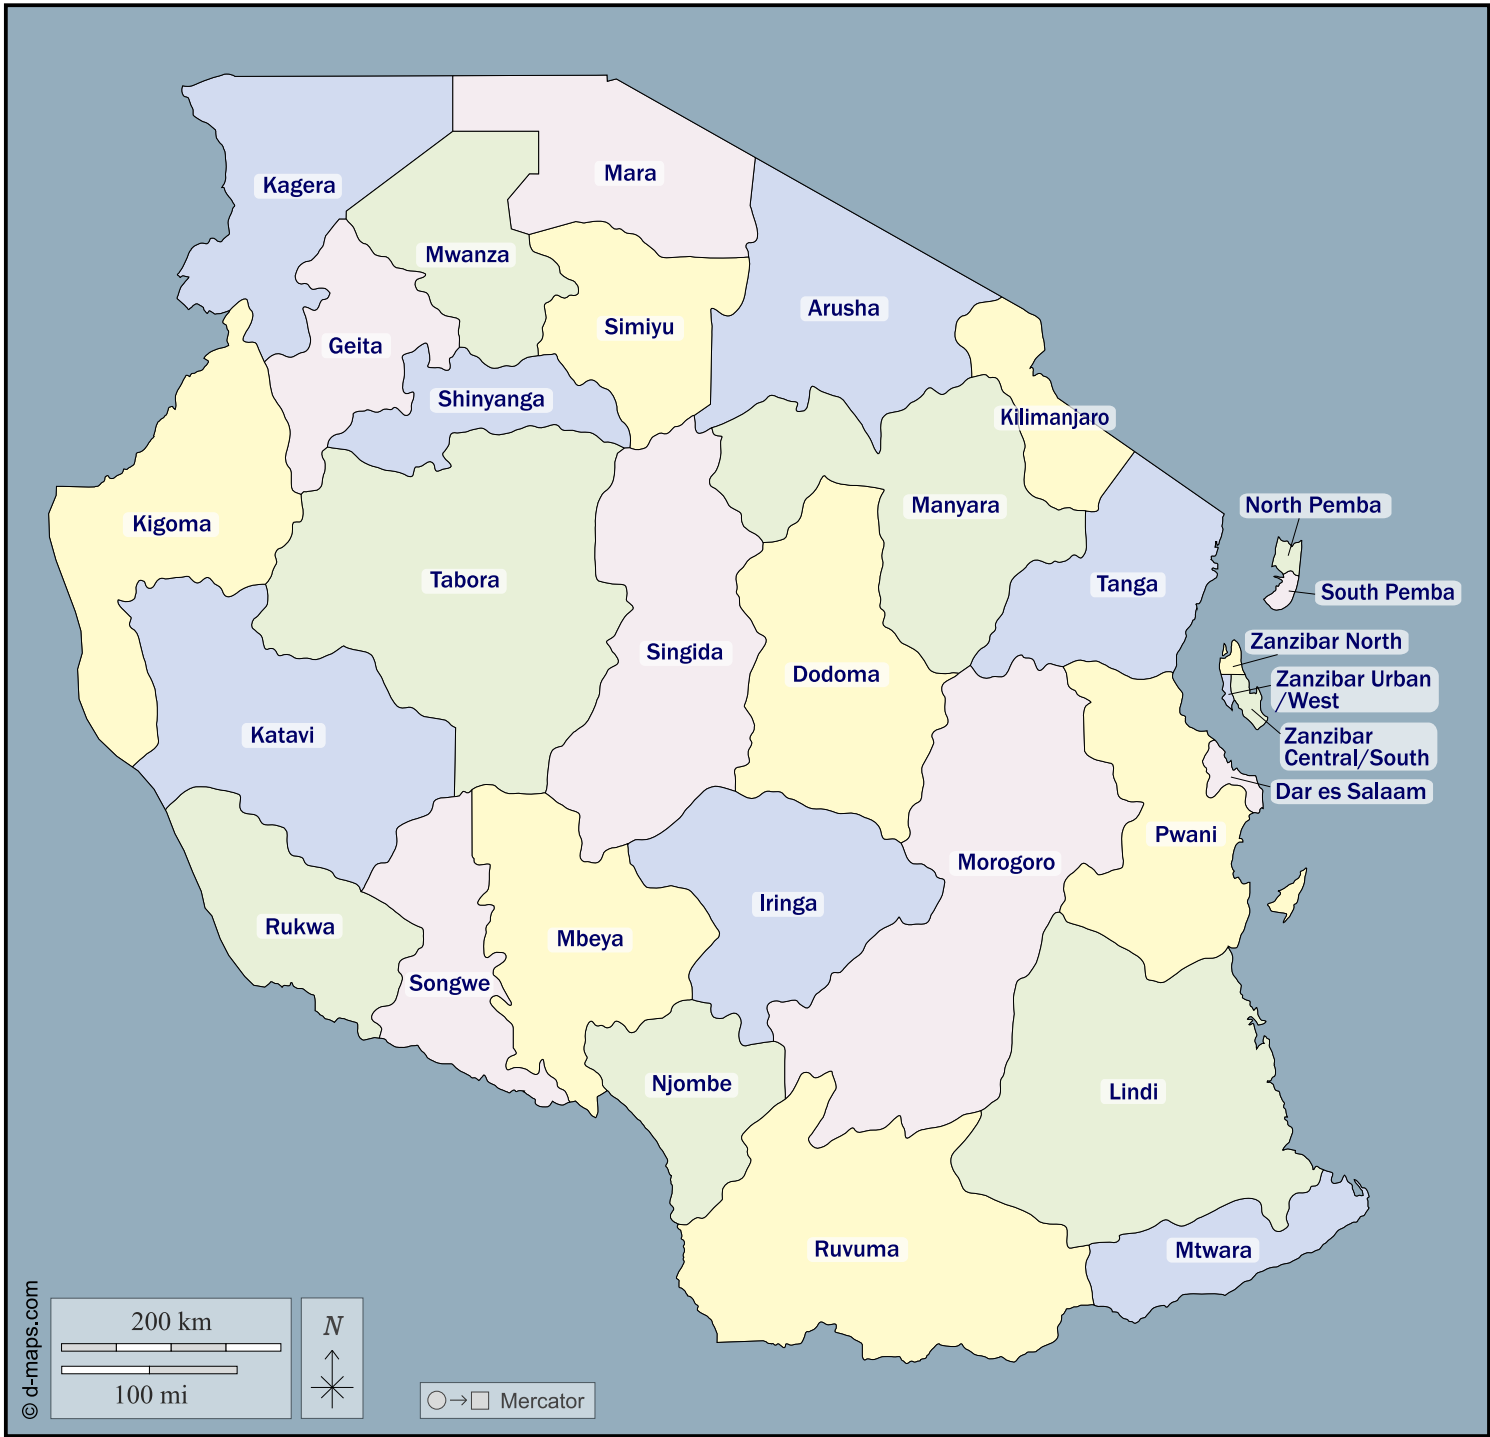 Mara
Kagera
Mwanza
Arusha
Simiyu
Geita
Shinyanga
Kilimanjaro
North Pemba
Manyara
Kigoma
Tabora
Tanga
South Pemba
Zanzibar North
Singida
Dodoma
Zanzibar Urban
/West
Katavi
Zanzibar
Central/South
Dar es Salaam
Pwani
Morogoro
Iringa
Rukwa
Mbeya
Songwe
Njombe
Lindi
Ruvuma
Mtwara
© d-maps.com
200 km
100 mi
N
Mercator